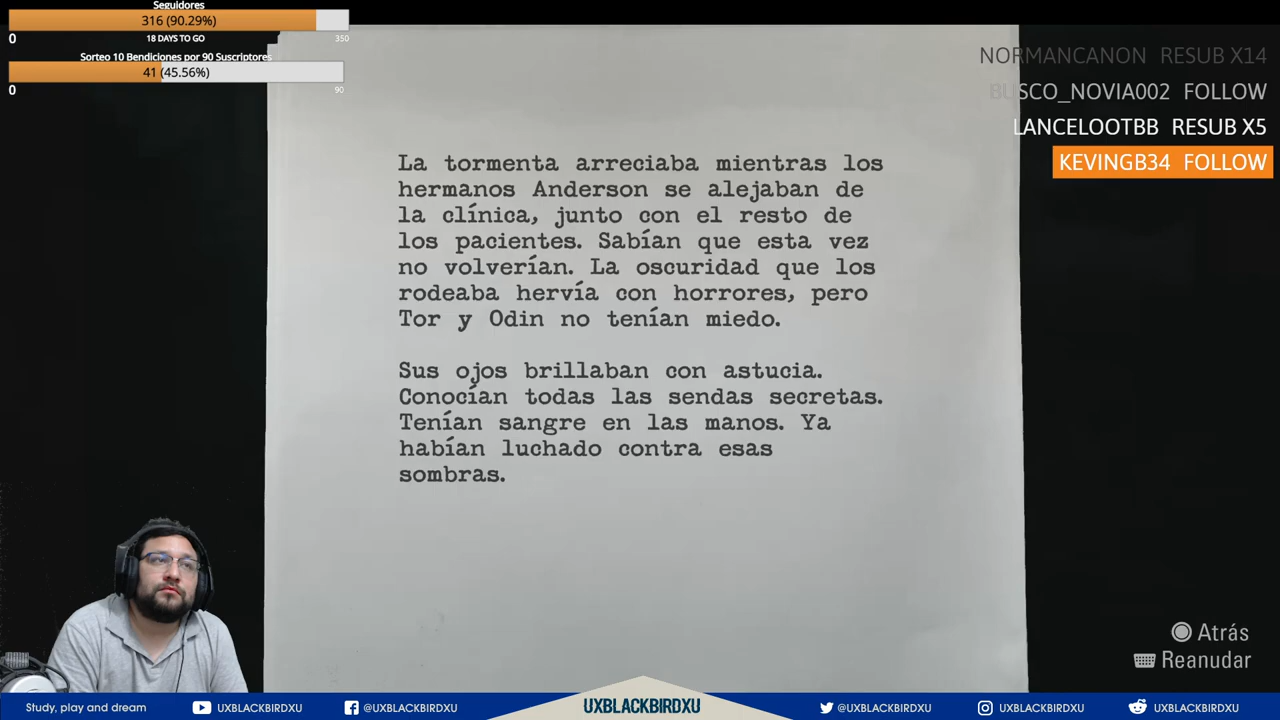 Seguidores
316 (90.29%)
0 18 DAYS TO GO 350
Sorteo 10 Bendiciones por 90 Suscriptores
41 (45.56%)
0 90
NORMANCANON RESUB X14
BUSCO_NOVIA002 FOLLOW
LANCELOOTBB RESUB X5
KEVINGB34 FOLLOW
La tormenta arreciaba mientras los
hermanos Anderson se alejaban de
la clínica, junto con el resto de
los pacientes. Sabían que esta vez
no volverían. La oscuridad que los
rodeaba hervía con horrores, pero
Tor y Odin no tenían miedo.
Sus ojos brillaban con astucia.
Conocían todas las sendas secretas.
Tenían sangre en las manos. Ya
habían luchado contra esas
sombras.
Atrás
Reanudar
Study, play and dream UXBLACKBIRDXU @UXBLACKBIRDXU UXBLACKBIRDXU @UXBLACKBIRDXU UXBLACKBIRDXU UXBLACKBIRDXU